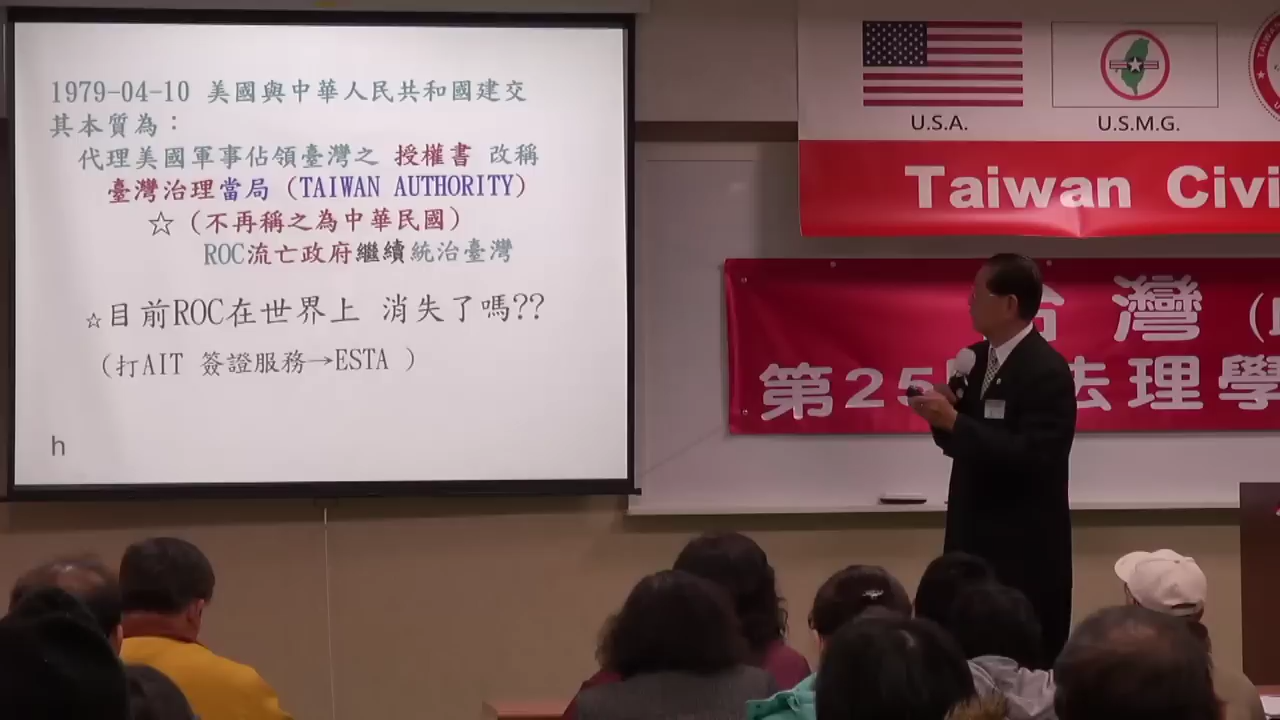 1979-04-10 美國與中華人民共和國建交
其本質為：
代理美國軍事佔領臺灣之 授權書 改稱
臺灣治理當局（TAIWAN AUTHORITY）
☆（不再稱之為中華民國）
ROC流亡政府繼續統治臺灣
☆目前ROC在世界上 消失了嗎??
（打AIT 簽證服務→ESTA ）
h
U.S.A.
U.S.M.G.
Taiwan Civi
台灣
第25 法理學